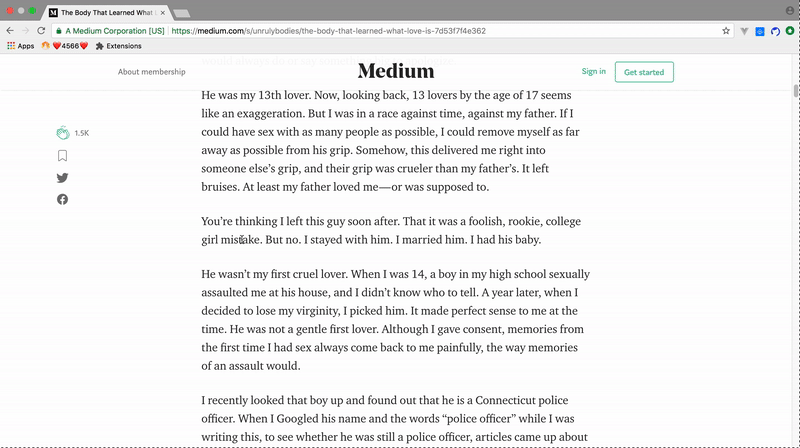 The Body That Learned What L
A Medium Corporation [US] https://medium.com/s/unrulybodies/the-body-that-learned-what-love-is-7d53f7f4e362
Apps ❤️4566❤️ Extensions
About membership Medium Sign in Get started
He was my 13th lover. Now, looking back, 13 lovers by the age of 17 seems
like an exaggeration. But I was in a race against time, against my father. If I
could have sex with as many people as possible, I could remove myself as far
away as possible from his grip. Somehow, this delivered me right into
someone else’s grip, and their grip was crueler than my father’s. It left
bruises. At least my father loved me—or was supposed to.
1.5K
You’re thinking I left this guy soon after. That it was a foolish, rookie, college
girl mistake. But no. I stayed with him. I married him. I had his baby.
He wasn’t my first cruel lover. When I was 14, a boy in my high school sexually
assaulted me at his house, and I didn’t know who to tell. A year later, when I
decided to lose my virginity, I picked him. It made perfect sense to me at the
time. He was not a gentle first lover. Although I gave consent, memories from
the first time I had sex always come back to me painfully, the way memories
of an assault would.
I recently looked that boy up and found out that he is a Connecticut police
officer. When I Googled his name and the words “police officer” while I was
writing this, to see whether he was still a police officer, articles came up about